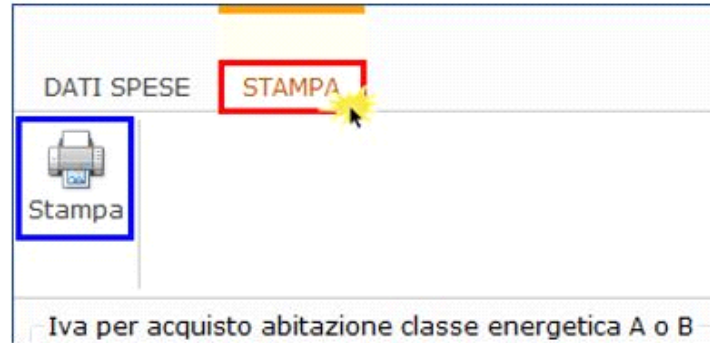 DATI SPESE STAMPA
Stampa
Iva per acquisto abitazione classe energetica A o B